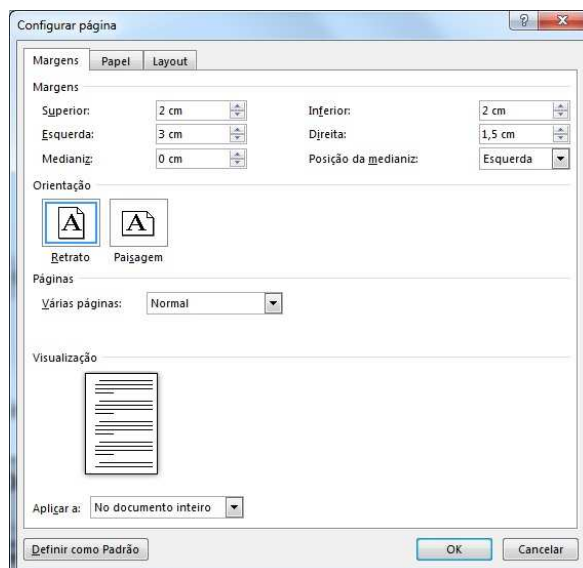 Configurar página
Margens Papel Layout
Margens
Superior: 2 cm Inferior: 2 cm
Esquerda: 3 cm Direita: 1,5 cm
Medianiz: 0 cm Posição da medianiz: Esquerda
Orientação
A A
Retrato Paisagem
Páginas
Várias páginas: Normal
Visualização
Aplicar a: No documento inteiro
Definir como Padrão OK Cancelar